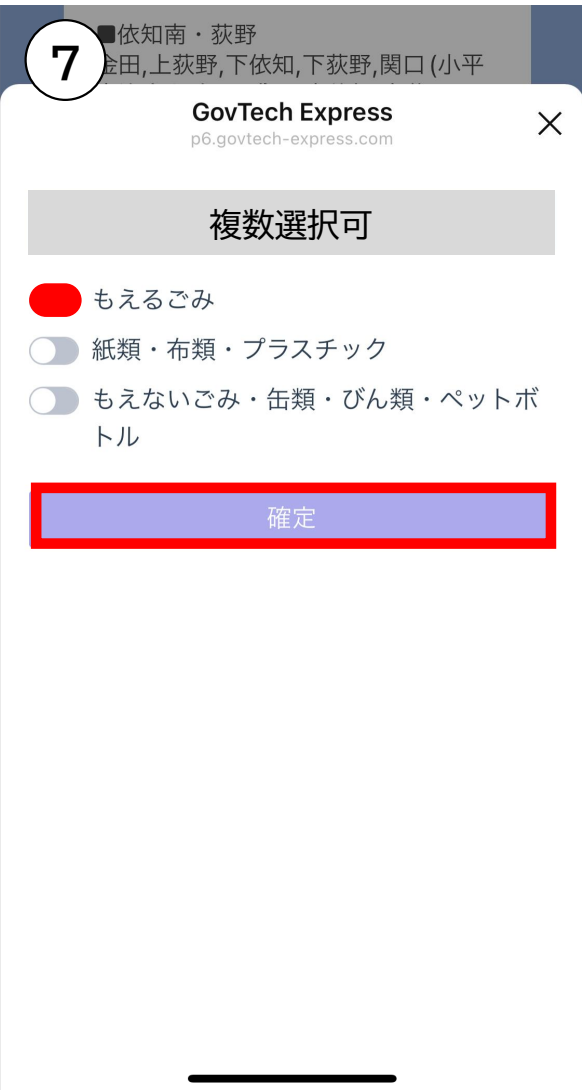 7
■依知南・荻野
金田,上荻野,下依知,下荻野,関口(小平
GovTech Express
p6.govtech-express.com
複数選択可
もえるごみ
紙類・布類・プラスチック
もえないごみ・缶類・びん類・ペットボ
トル
確定